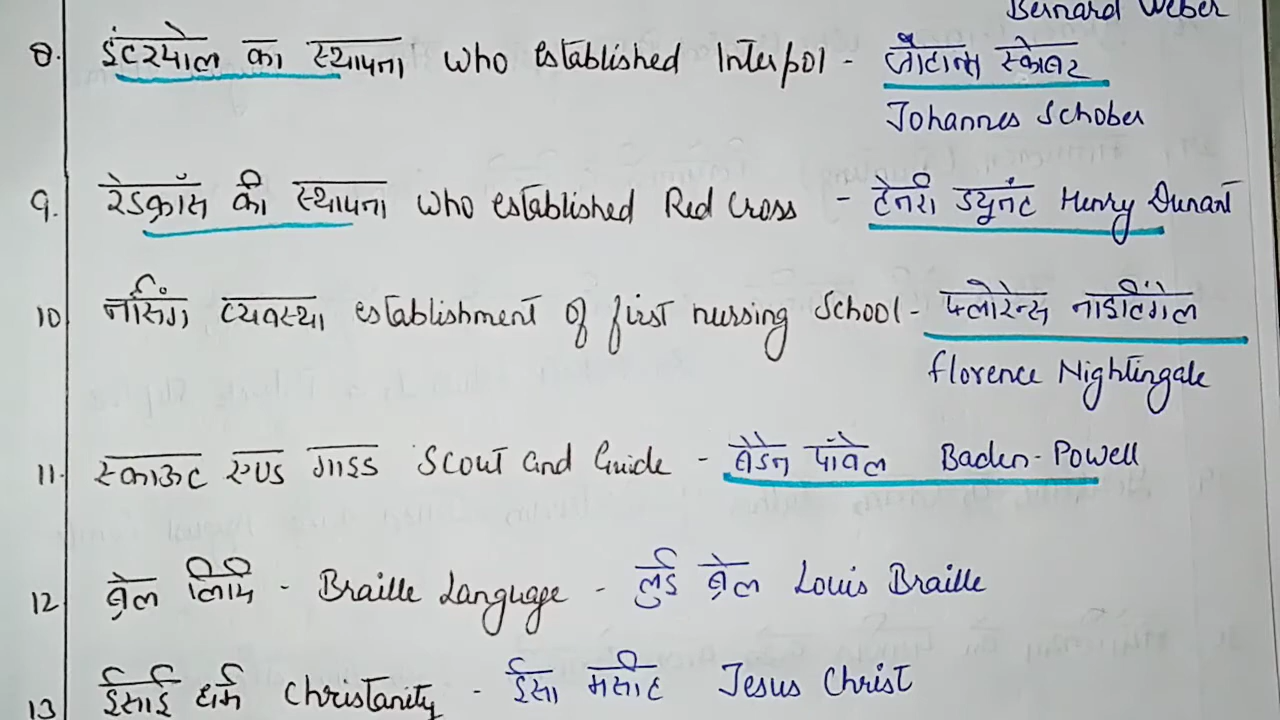 Bernard Weber
8. इंटरपोल का स्थापना who established Interpol - जोहान्स स्कोबर
Johannes Schober
9. रेडक्रॉस की स्थापना who established Red Cross - हेनरी ड्यूनंट Henry Dunant
10 नर्सिंग व्यवस्था establishment of first nursing School - फ्लोरेन्स नाइटिंगेल
florence Nightingale
11. स्काऊट एण्ड गाइड Scout and Guide - बेडेन पॉवेल Baden-Powell
12 ब्रेल लिपि - Braille Language - लुई ब्रेल Louis Braille
13 ईसाई धर्म Christanity - ईसा मसीह Jesus Christ